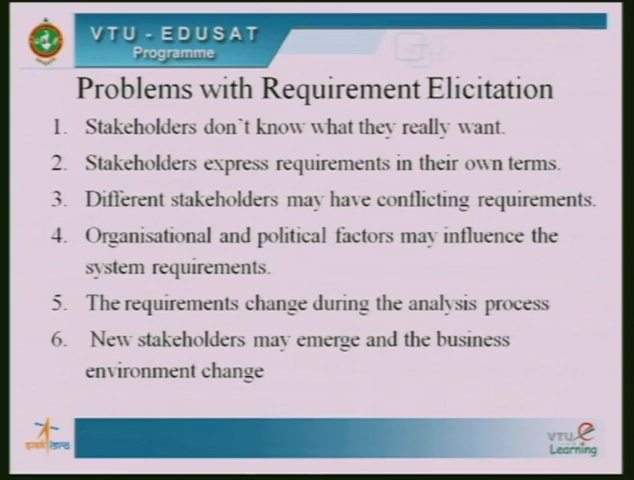 VTU - EDUSAT
Programme
Problems with Requirement Elicitation
1. Stakeholders don`t know what they really want.
2. Stakeholders express requirements in their own terms.
3. Different stakeholders may have conflicting requirements.
4. Organisational and political factors may influence the
system requirements.
5. The requirements change during the analysis process
6. New stakeholders may emerge and the business
environment change
इसरो isro
VTU e
Learning